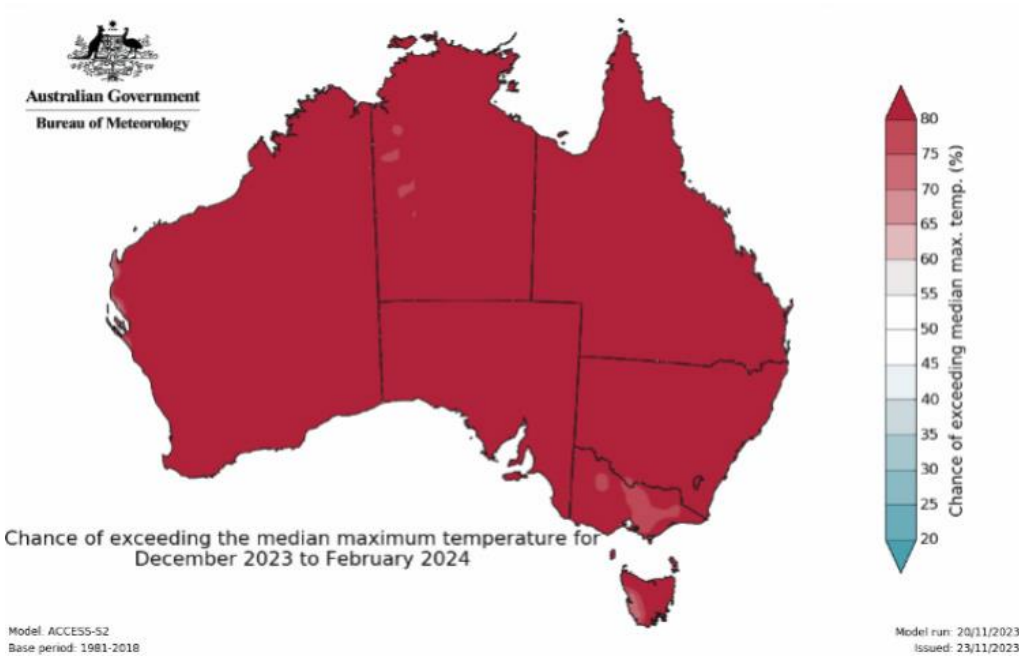 Australian Government
Bureau of Meteorology
80
75
70
65
60
55
50
45
40
35
30
25
20
Chance of exceeding median max. temp. (%)
Chance of exceeding the median maximum temperature for
December 2023 to February 2024
Model: ACCESS-S2
Base period: 1981-2018
Model run: 20/11/2023
Issued: 23/11/2023